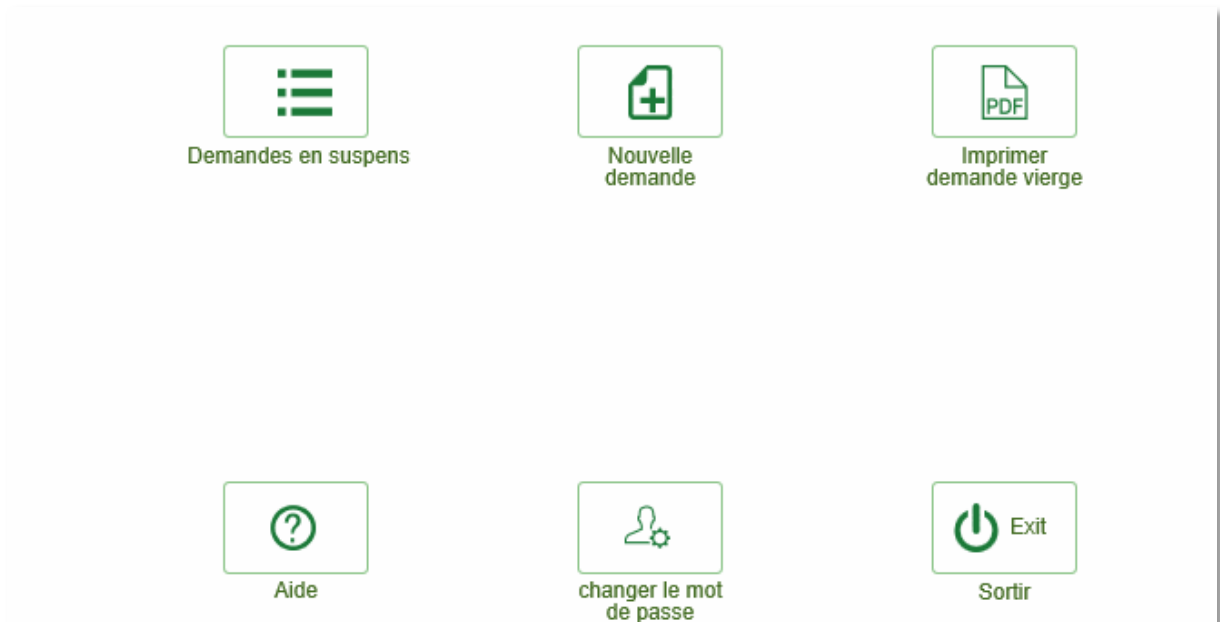 Demandes en suspens
Nouvelle
demande
PDF
Imprimer
demande vierge
?
Aide
changer le mot
de passe
Exit
Sortir